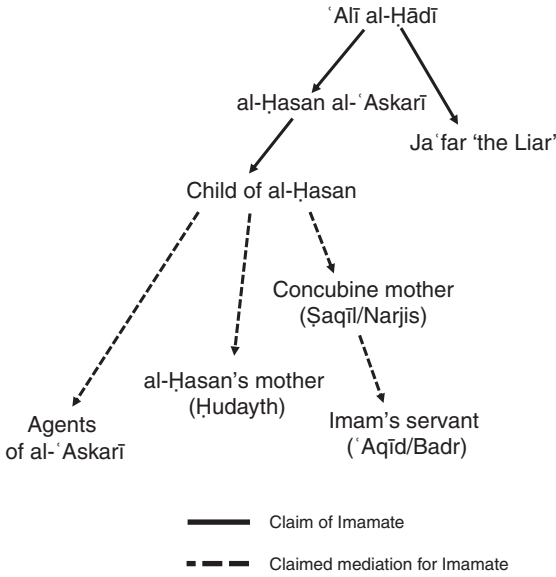 ʿAlī al-Ḥādī
al-Ḥasan al-ʿAskarī
Jaʿfar ‘the Liar’
Child of al-Ḥasan
Concubine mother
(Ṣaqīl/Narjis)
al-Ḥasan’s mother
(Ḥudayth)
Agents
of al-ʿAskarī
Imam’s servant
(ʿAqīd/Badr)
Claim of Imamate
Claimed mediation for Imamate